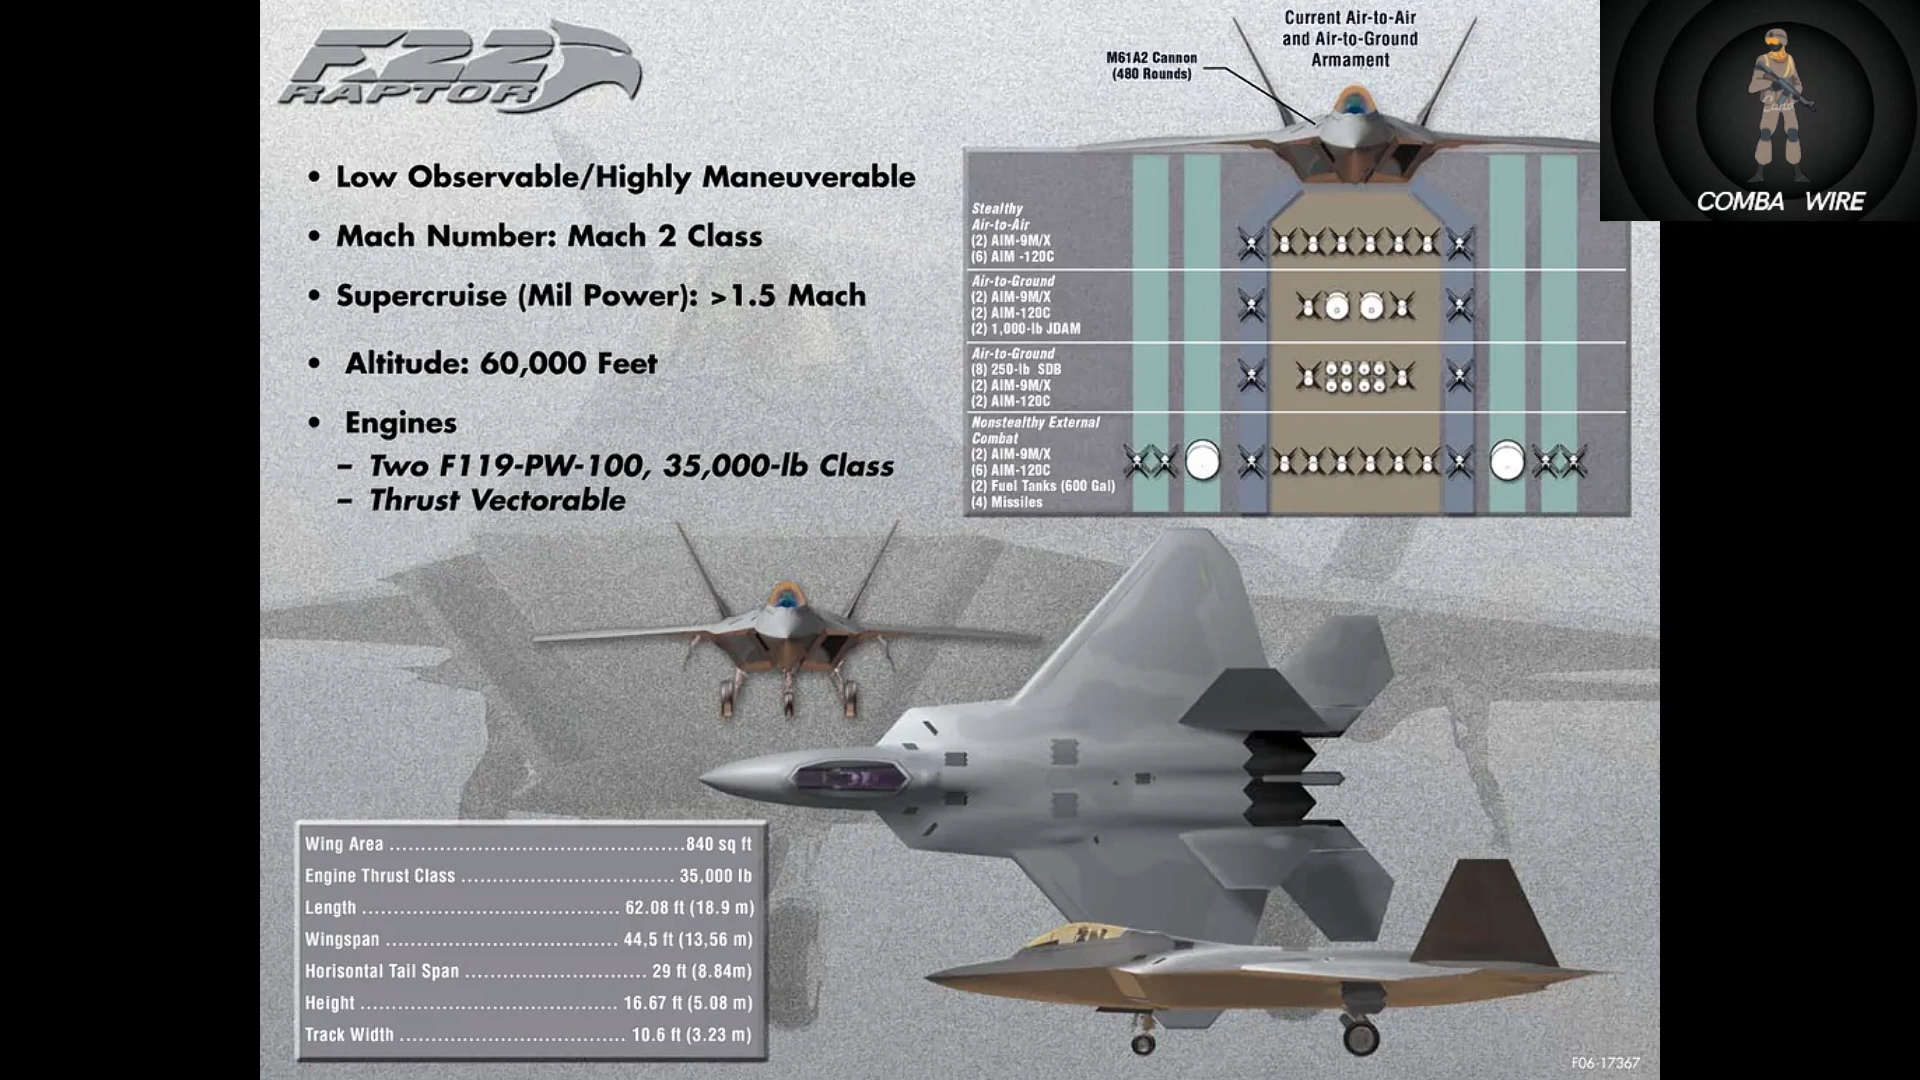 F-22
RAPTOR
• Low Observable/Highly Maneuverable
• Mach Number: Mach 2 Class
• Supercruise (Mil Power): >1.5 Mach
• Altitude: 60,000 Feet
• Engines
– Two F119-PW-100, 35,000-lb Class
– Thrust Vectorable
Current Air-to-Air
and Air-to-Ground
Armament
M61A2 Cannon
(480 Rounds)
Stealthy
Air-to-Air
(2) AIM-9M/X
(6) AIM -120C
Air-to-Ground
(2) AIM-9M/X
(2) AIM-120C
(2) 1,000-lb JDAM
Air-to-Ground
(8) 250-lb SDB
(2) AIM-9M/X
(2) AIM-120C
Nonstealthy External
Combat
(2) AIM-9M/X
(6) AIM-120C
(2) Fuel Tanks (600 Gal)
(4) Missiles
COMBA WIRE
Wing Area ........ 840 sq ft
Engine Thrust Class ........ 35,000 lb
Length ........ 62.08 ft (18.9 m)
Wingspan ........ 44,5 ft (13,56 m)
Horisontal Tail Span ........ 29 ft (8.84m)
Height ........ 16.67 ft (5.08 m)
Track Width ........ 10.6 ft (3.23 m)
F06-17367